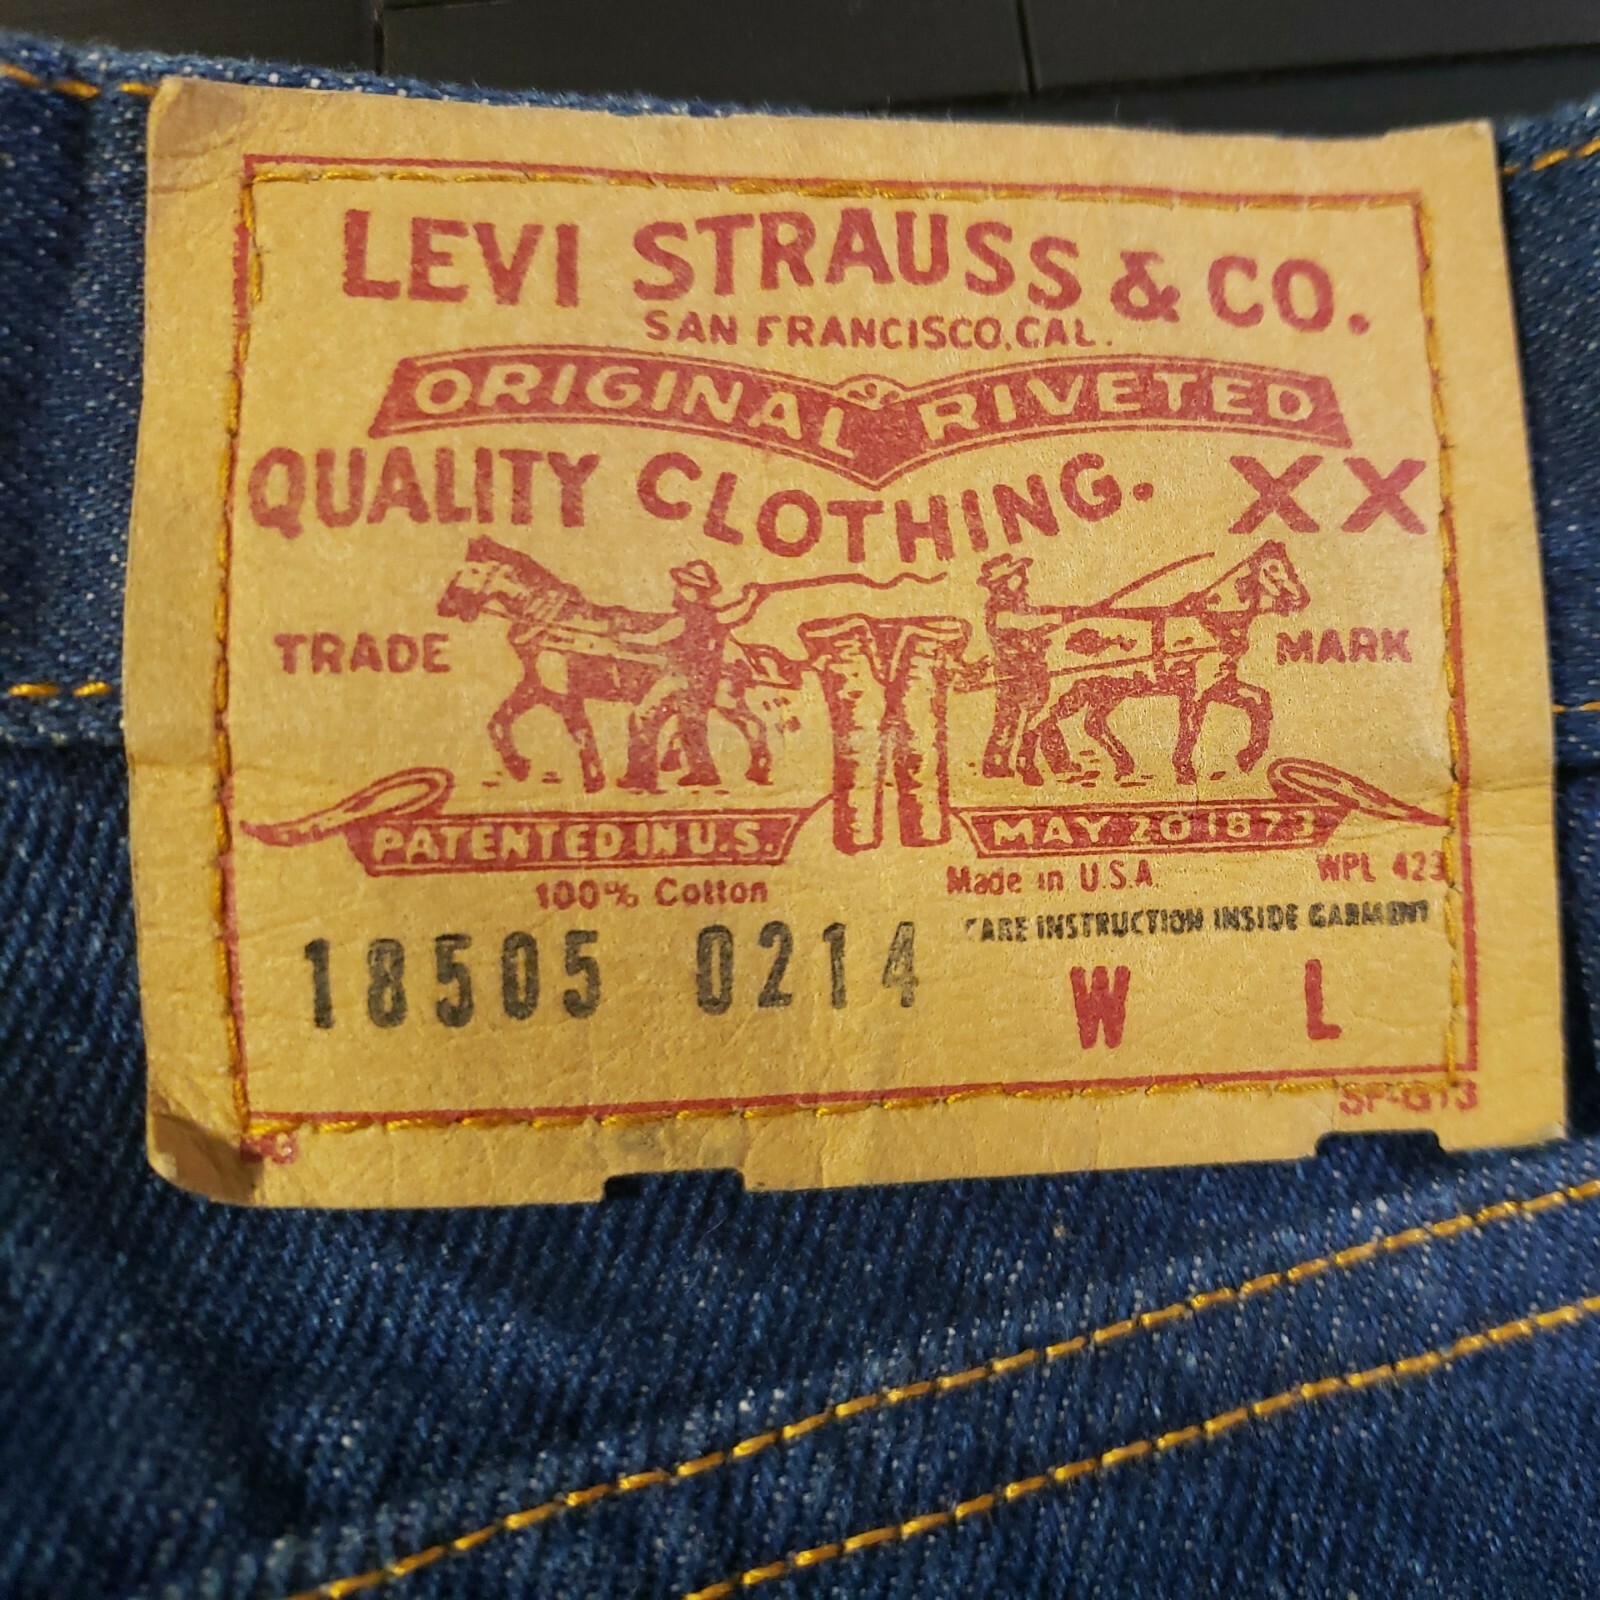 LEVI STRAUSS & CO.
SAN FRANCISCO, CAL.
ORIGINAL RIVETED
QUALITY CLOTHING. XX
TRADE MARK
PATENTED IN U.S. MAY 20 1873
100% Cotton Made in U.S.A. WPL 423
CARE INSTRUCTION INSIDE GARMENT
18505 0214
W L